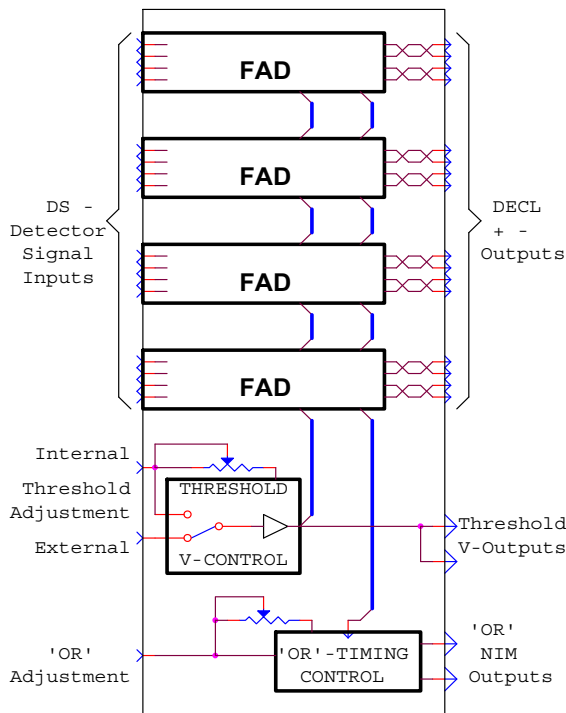 FAD
FAD
FAD
FAD
DS -
Detector
Signal
Inputs
DECL
+ -
Outputs
Internal
Threshold
Adjustment
External
THRESHOLD
V-CONTROL
Threshold
V-Outputs
'OR'
Adjustment
'OR'-TIMING
CONTROL
'OR'
NIM
Outputs